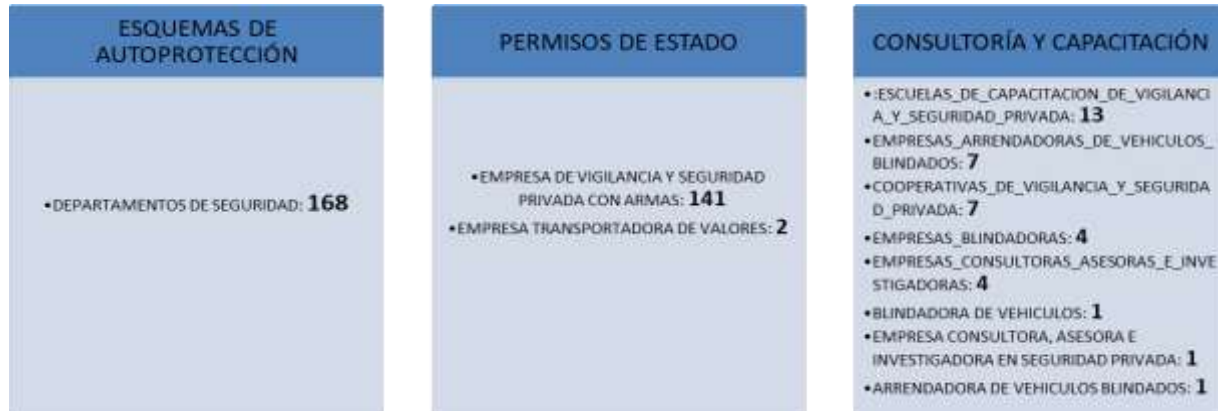 ESQUEMAS DE
AUTOPROTECCIÓN
•DEPARTAMENTOS DE SEGURIDAD: 168
PERMISOS DE ESTADO
•EMPRESA DE VIGILANCIA Y SEGURIDAD
PRIVADA CON ARMAS: 141
•EMPRESA TRANSPORTADORA DE VALORES: 2
CONSULTORÍA Y CAPACITACIÓN
•:ESCUELAS_DE_CAPACITACION_DE_VIGILANCI
A_Y_SEGURIDAD_PRIVADA: 13
•EMPRESAS_ARRENDADORAS_DE_VEHICULOS_
BLINDADOS: 7
•COOPERATIVAS_DE_VIGILANCIA_Y_SEGURIDA
D_PRIVADA: 7
•EMPRESAS_BLINDADORAS: 4
•EMPRESAS_CONSULTORAS_ASESORAS_E_INVE
STIGADORAS: 4
•BLINDADORA DE VEHICULOS: 1
•EMPRESA CONSULTORA, ASESORA E
INVESTIGADORA EN SEGURIDAD PRIVADA: 1
•ARRENDADORA DE VEHICULOS BLINDADOS: 1